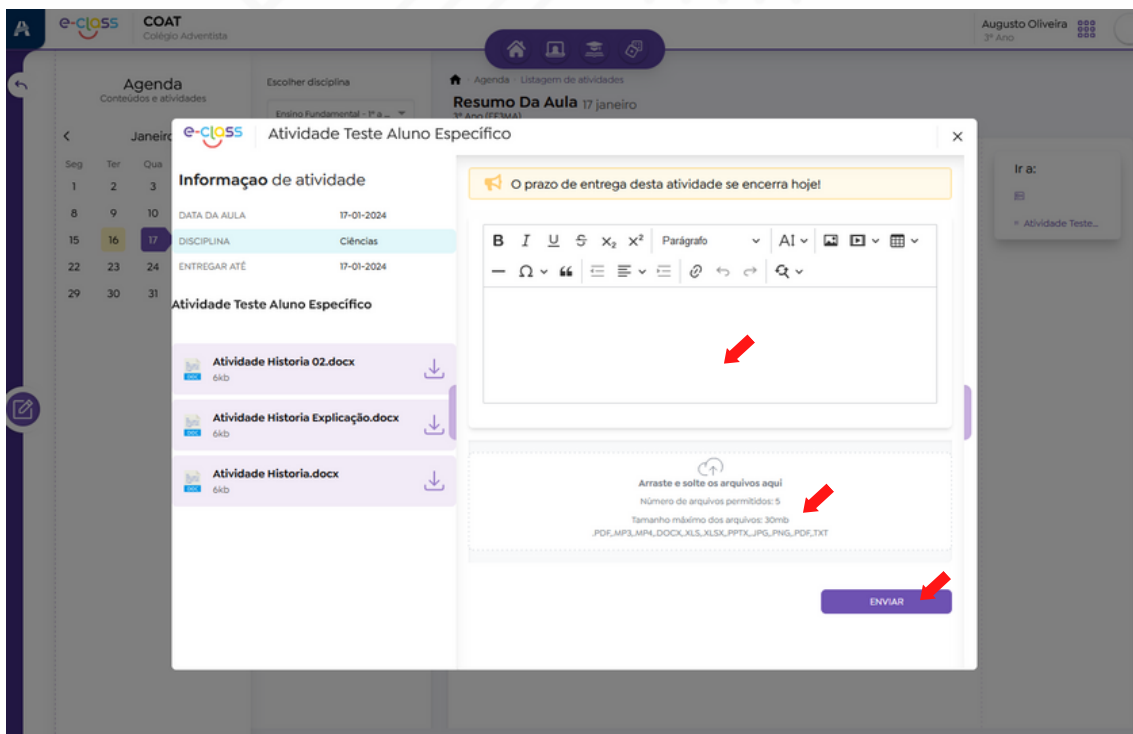 e-class
COAT
Colégio Adventista
Augusto Oliveira
3º Ano
Agenda
Conteúdos e atividades
Escolher disciplina
Ensino Fundamental - 1º a ...
Agenda Listagem de atividades
Resumo Da Aula 17 janeiro
3º Ano (EF3MA)
Janeiro
Seg Ter Qua
1 2 3
8 9 10
15 16 17
22 23 24
29 30 31
Ir a:
Atividade Teste...
e-class Atividade Teste Aluno Específico
Informaçao de atividade
DATA DA AULA 17-01-2024
DISCIPLINA Ciências
ENTREGAR ATÉ 17-01-2024
Atividade Teste Aluno Específico
Atividade Historia 02.docx
6kb
Atividade Historia Explicação.docx
6kb
Atividade Historia.docx
6kb
O prazo de entrega desta atividade se encerra hoje!
B I U S X₂ X² Parágrafo AI
Ω
Arraste e solte os arquivos aqui
Número de arquivos permitidos: 5
Tamanho máximo dos arquivos: 30mb
.PDF,.MP3,.MP4,.DOCX,.XLS,.XLSX,.PPTX,.JPG,.PNG,.PDF,.TXT
ENVIAR